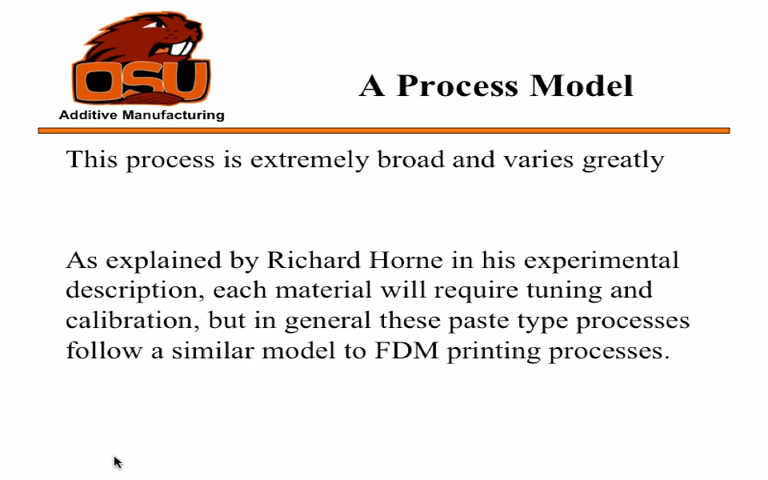 OSU
Additive Manufacturing
A Process Model
This process is extremely broad and varies greatly
As explained by Richard Horne in his experimental
description, each material will require tuning and
calibration, but in general these paste type processes
follow a similar model to FDM printing processes.